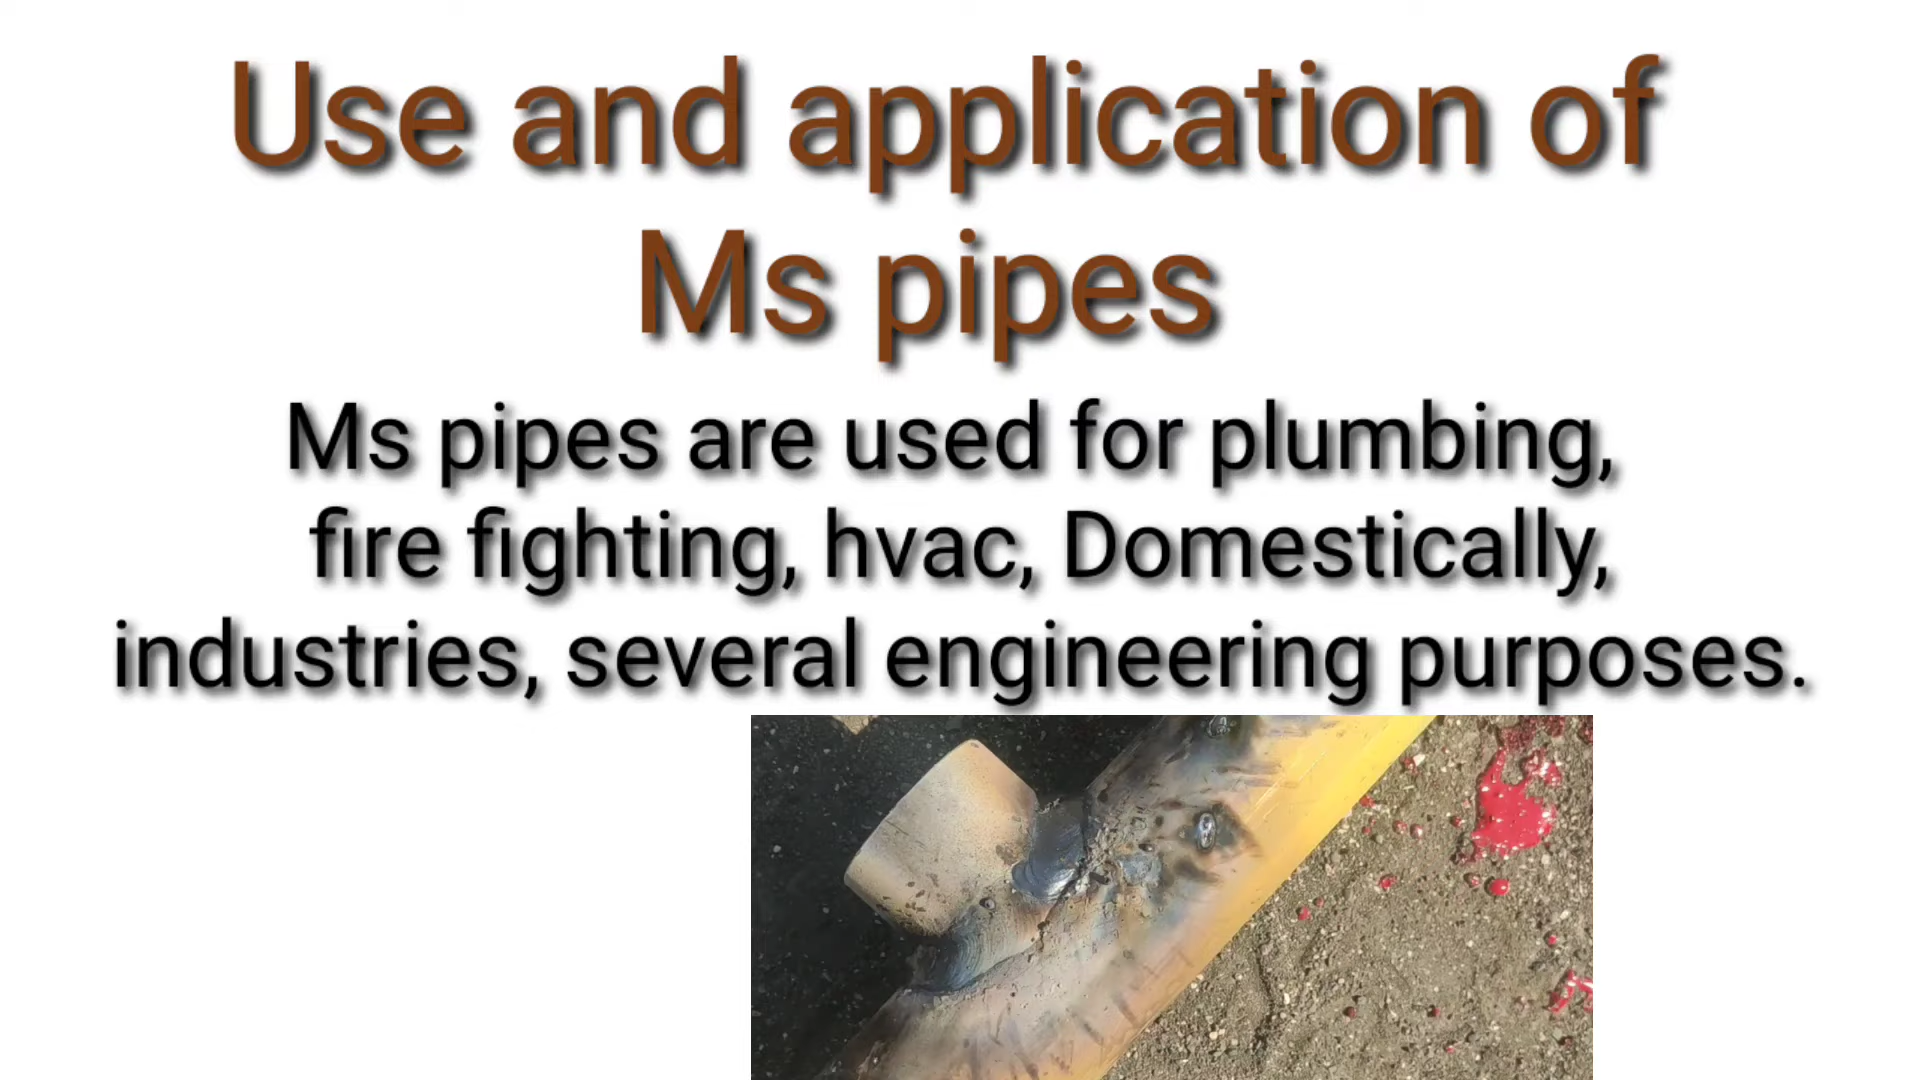 Use and application of
Ms pipes
Ms pipes are used for plumbing,
fire fighting, hvac, Domestically,
industries, several engineering purposes.